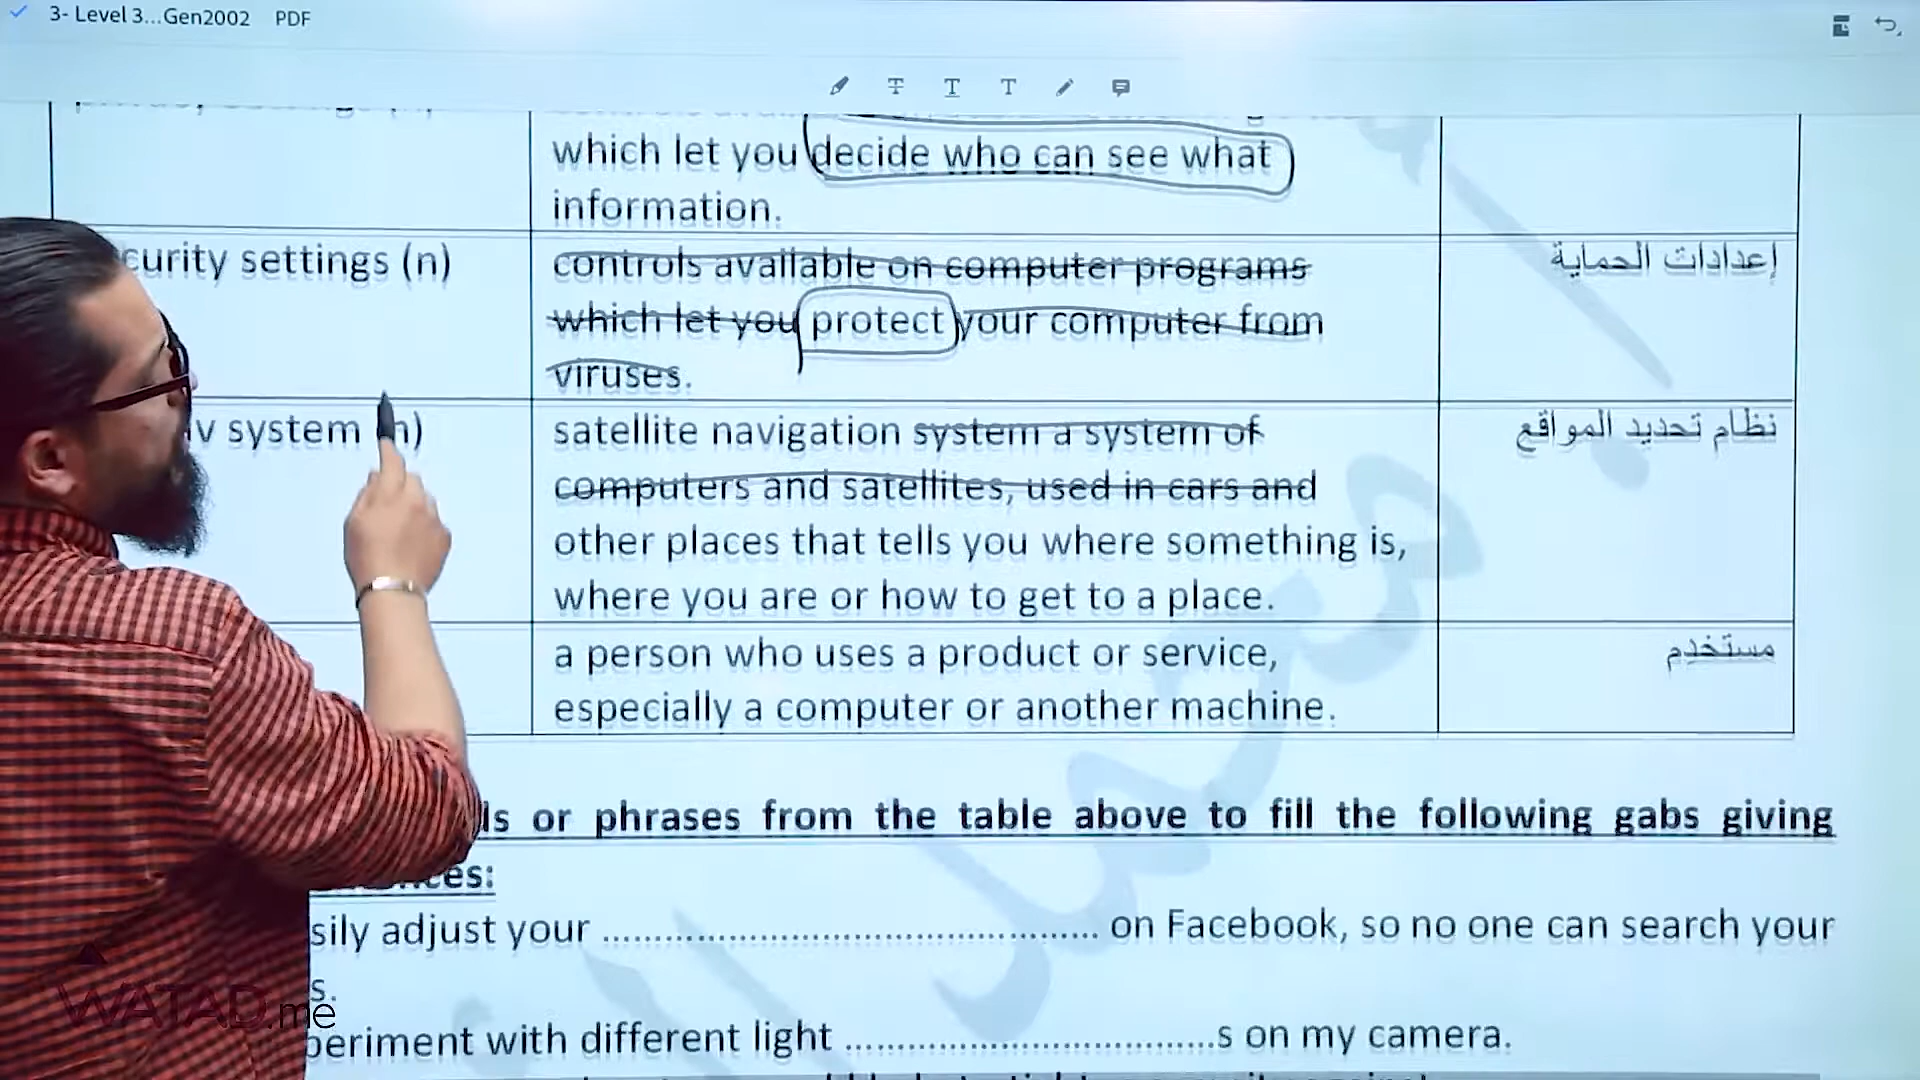 3- Level 3...Gen2002 PDF
which let you decide who can see what
information.
curity settings (n)
controls available on computer programs
which let you protect your computer from
viruses.
إعدادات الحماية
v system (n)
satellite navigation system a system of
computers and satellites, used in cars and
other places that tells you where something is,
where you are or how to get to a place.
نظام تحديد المواقع
a person who uses a product or service,
especially a computer or another machine.
مستخدِم
ls or phrases from the table above to fill the following gabs giving
ces:
sily adjust your ................................................ on Facebook, so no one can search your
s.
periment with different light ....................................s on my camera.
WATAD.me